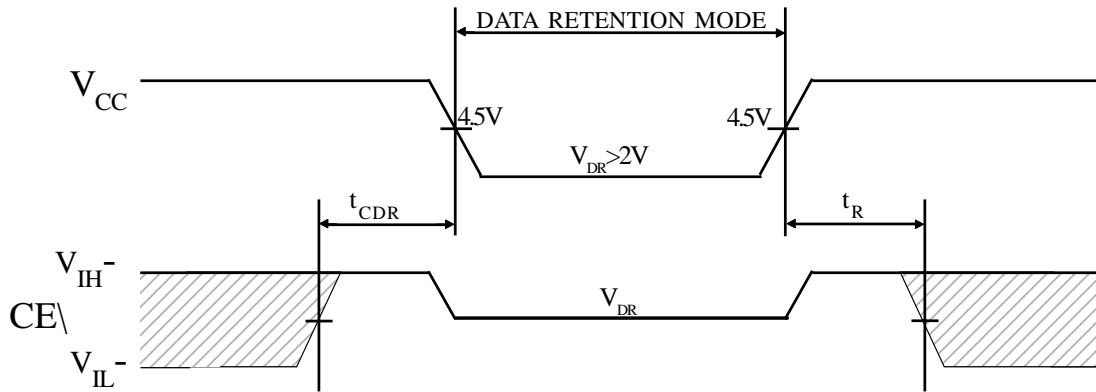 DATA RETENTION MODE
VCC
4.5V
4.5V
VDR>2V
tCDR
tR
VIH-
CE\
VDR
VIL-